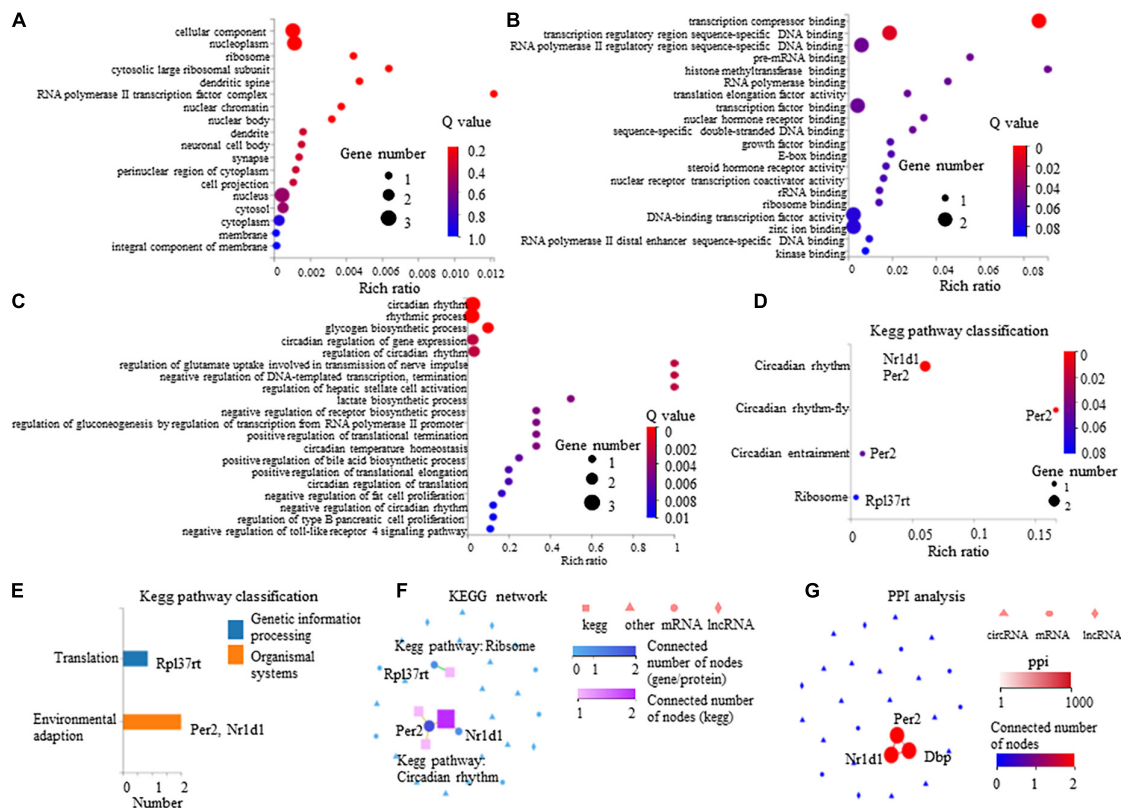 A
cellular component
nucleoplasm
ribosome
cytosolic large ribosomal subunit
dendritic spine
RNA polymerase II transcription factor complex
nuclear chromatin
nuclear body
dendrite
neuronal cell body
synapse
perinuclear region of cytoplasm
cell projection
nucleus
cytosol
cytoplasm
membrane
integral component of membrane
0 0.002 0.004 0.006 0.008 0.010 0.012
Rich ratio
Gene number
1
2
3
Q value
0.2
0.4
0.6
0.8
1.0
B
transcription compressor binding
transcription regulatory region sequence-specific DNA binding
RNA polymerase II regulatory region sequence-specific DNA binding
pre-mRNA binding
histone methyltransferase binding
RNA polymerase binding
translation elongation factor activity
transcription factor binding
nuclear hormone receptor binding
sequence-specific double-stranded DNA binding
growth factor binding
E-box binding
steroid hormone receptor activity
nuclear receptor transcription coactivator activity
rRNA binding
ribosome binding
DNA-binding transcription factor activity
zinc ion binding
RNA polymerase II distal enhancer sequence-specific DNA binding
kinase binding
0 0.02 0.04 0.06 0.08
Rich ratio
Gene number
1
2
Q value
0
0.02
0.04
0.06
0.08
C
circadian rhythm
rhythmic process
glycogen biosynthetic process
circadian regulation of gene expression
regulation of circadian rhythm
regulation of glutamate uptake involved in transmission of nerve impulse
negative regulation of DNA-templated transcription, termination
regulation of hepatic stellate cell activation
lactate biosynthetic process
negative regulation of receptor biosynthetic process
regulation of gluconeogenesis by regulation of transcription from RNA polymerase II promoter
positive regulation of translational termination
circadian temperature homeostasis
positive regulation of bile acid biosynthetic process
positive regulation of translational elongation
circadian regulation of translation
negative regulation of fat cell proliferation
negative regulation of circadian rhythm
regulation of type B pancreatic cell proliferation
negative regulation of toll-like receptor 4 signaling pathway
0 0.2 0.4 0.6 0.8 1
Rich ratio
Gene number
1
2
3
Q value
0
0.002
0.004
0.006
0.008
0.01
D
Kegg pathway classification
Circadian rhythm
Nr1d1
Per2
Circadian rhythm-fly
Per2
Circadian entrainment
Per2
Ribosome
Rpl37rt
0 0.05 0.10 0.15
Rich ratio
0
0.02
0.04
0.06
0.08
Gene number
1
2
E
Kegg pathway classification
Translation
Rpl37rt
Environmental
adaption
Per2, Nr1d1
0 1 2
Number
Genetic information
processing
Organismal
systems
F
KEGG network
Kegg pathway: Ribsome
Rpl37rt
Per2
Nr1d1
Kegg pathway:
Circadian rhythm
kegg other mRNA lncRNA
0 1 2
Connected
number of nodes
(gene/protein)
1 2
Connected number
of nodes (kegg)
G
PPI analysis
Per2
Nr1d1
Dbp
circRNA mRNA lncRNA
ppi
1 1000
Connected number
of nodes
0 1 2